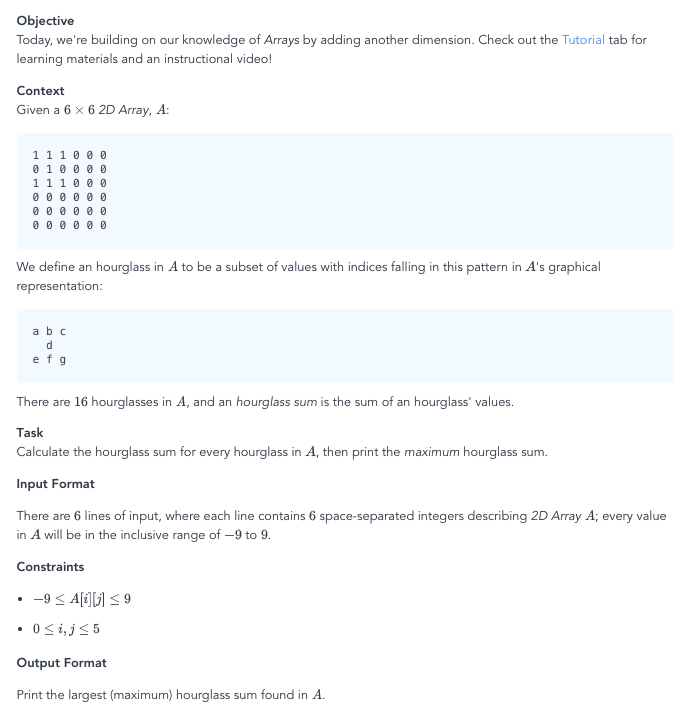 Objective
Today, we're building on our knowledge of Arrays by adding another dimension. Check out the Tutorial tab for
learning materials and an instructional video!
Context
Given a 6 × 6 2D Array, A:
1 1 1 0 0 0
0 1 0 0 0 0
1 1 1 0 0 0
0 0 0 0 0 0
0 0 0 0 0 0
0 0 0 0 0 0
We define an hourglass in A to be a subset of values with indices falling in this pattern in A's graphical
representation:
a b c
d
e f g
There are 16 hourglasses in A, and an hourglass sum is the sum of an hourglass' values.
Task
Calculate the hourglass sum for every hourglass in A, then print the maximum hourglass sum.
Input Format
There are 6 lines of input, where each line contains 6 space-separated integers describing 2D Array A; every value
in A will be in the inclusive range of −9 to 9.
Constraints
• −9 ≤ A[i][j] ≤ 9
• 0 ≤ i, j ≤ 5
Output Format
Print the largest (maximum) hourglass sum found in A.